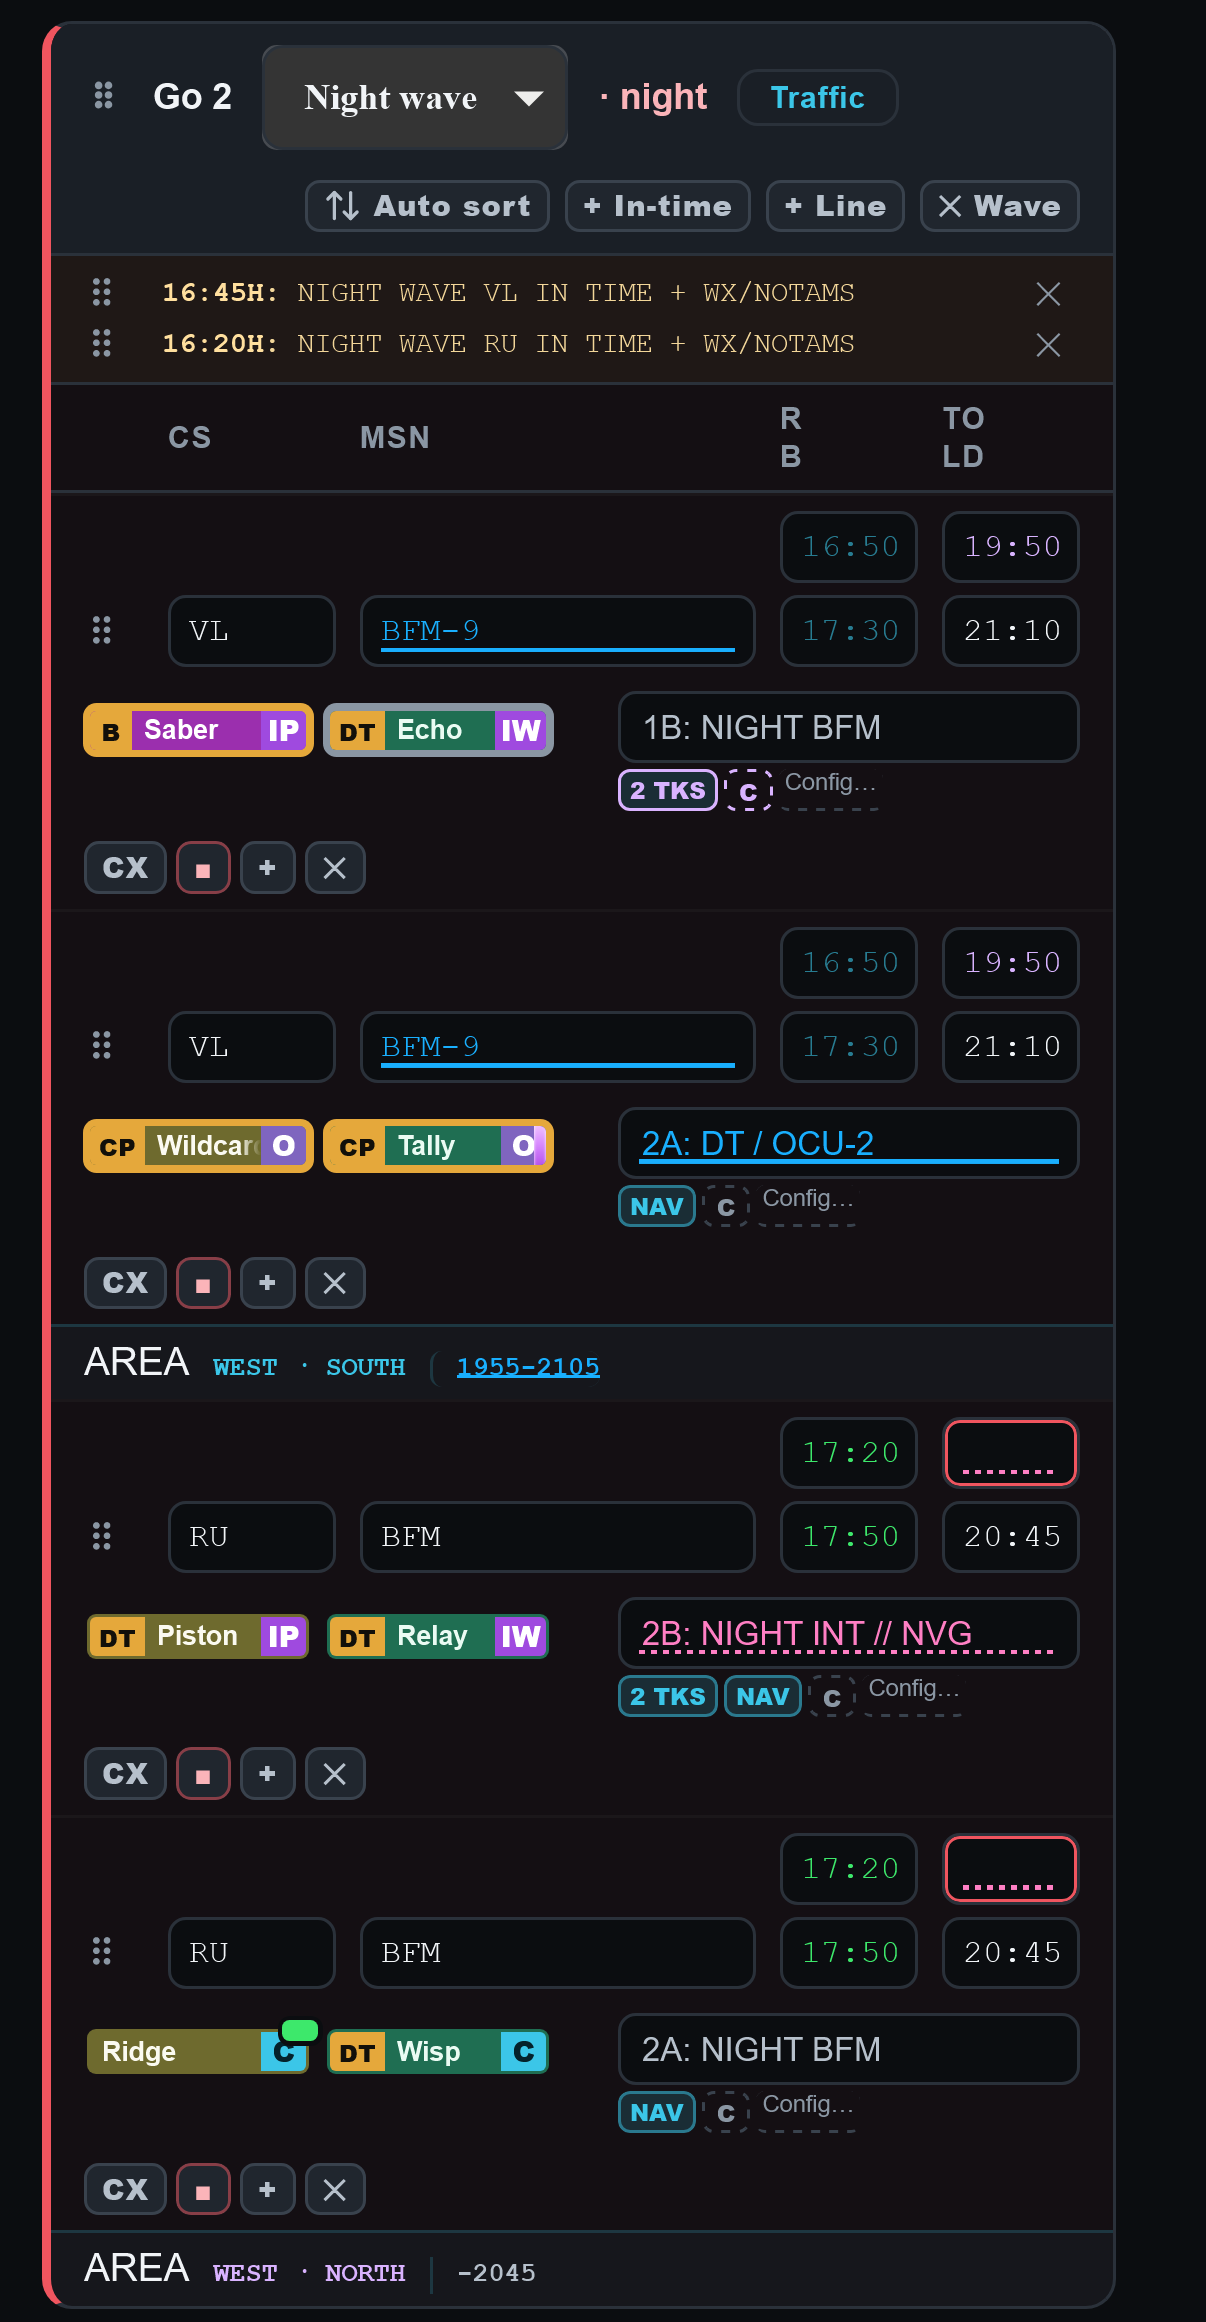 Go 2 Night wave · night Traffic
Auto sort + In-time + Line × Wave
16:45H: NIGHT WAVE VL IN TIME + WX/NOTAMS ×
16:20H: NIGHT WAVE RU IN TIME + WX/NOTAMS ×
CS MSN R B TO LD
16:50 19:50
VL BFM-9 17:30 21:10
B Saber IP DT Echo IW 1B: NIGHT BFM
2 TKS C Config...
CX ■ + ×
16:50 19:50
VL BFM-9 17:30 21:10
CP Wildcar O CP Tally O 2A: DT / OCU-2
NAV C Config...
CX ■ + ×
AREA WEST · SOUTH 1955-2105
17:20
RU BFM 17:50 20:45
DT Piston IP DT Relay IW 2B: NIGHT INT // NVG
2 TKS NAV C Config...
CX ■ + ×
17:20
RU BFM 17:50 20:45
Ridge C DT Wisp C 2A: NIGHT BFM
NAV C Config...
CX ■ + ×
AREA WEST · NORTH -2045